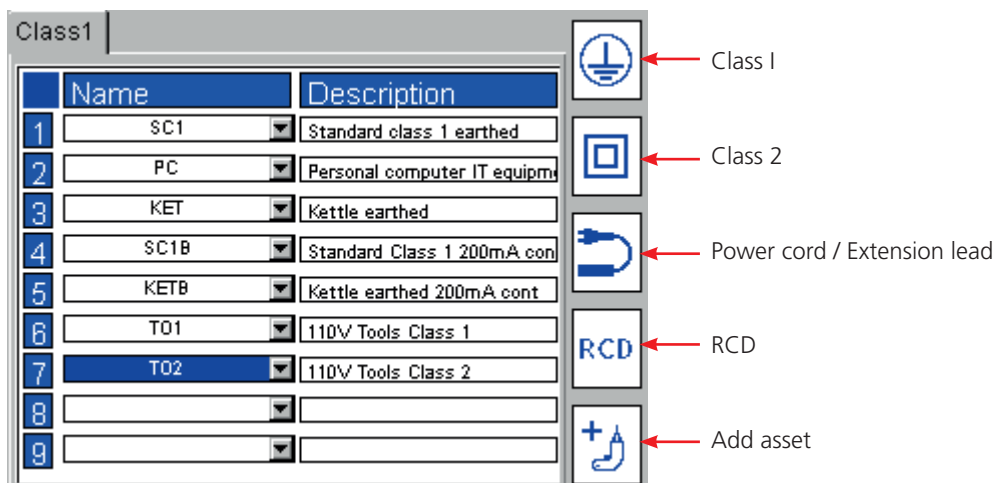 Class1
Name Description
1 SC1 Standard class 1 earthed
2 PC Personal computer IT equipm
3 KET Kettle earthed
4 SC1B Standard Class 1 200mA con
5 KETB Kettle earthed 200mA cont
6 TO1 110V Tools Class 1
7 TO2 110V Tools Class 2
8
9
Class I
Class 2
Power cord / Extension lead
RCD RCD
Add asset